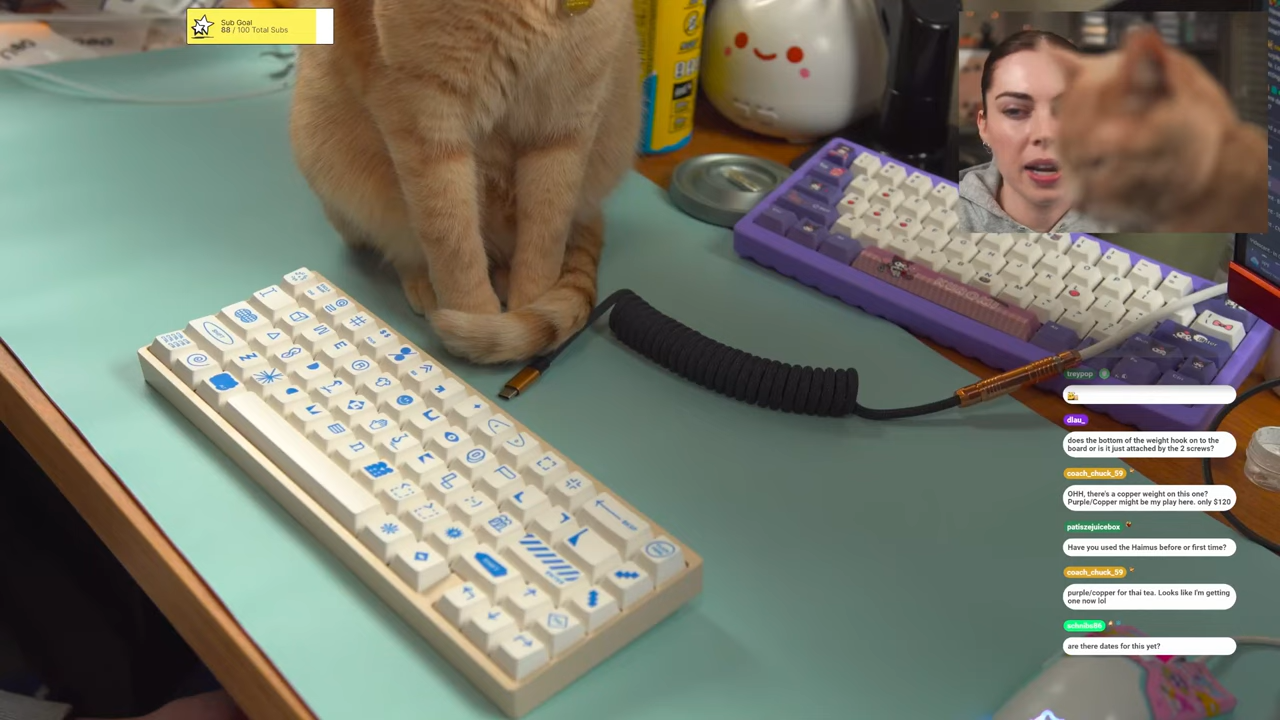 Sub Goal
88 / 100 Total Subs
treypop
dlau_
does the bottom of the weight hook on to the
board or is it just attached by the 2 screws?
coach_chuck_59
OHH, there's a copper weight on this one?
Purple/Copper might be my play here. only $120
patiszejuicebox
Have you used the Haimus before or first time?
coach_chuck_59
purple/copper for thai tea. Looks like I'm getting
one now lol
are there dates for this yet?